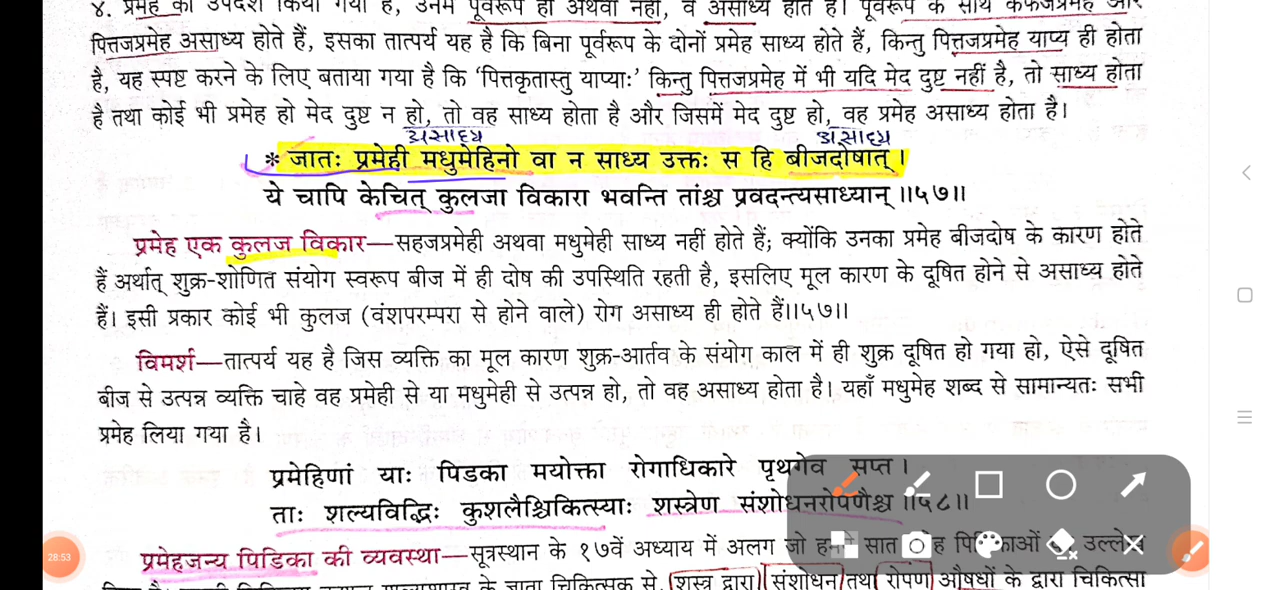 ४. प्रमेह का उपदेश किया गया है, उनमें पूर्वरूप हो अथवा नहीं, वे असाध्य होते हैं। पूर्वरूप के साथ कफजप्रमेह और
पित्तजप्रमेह असाध्य होते हैं, इसका तात्पर्य यह है कि बिना पूर्वरूप के दोनों प्रमेह साध्य होते हैं, किन्तु पित्तजप्रमेह याप्य ही होता
है, यह स्पष्ट करने के लिए बताया गया है कि ‘पित्तकृतास्तु याप्याः’ किन्तु पित्तजप्रमेह में भी यदि मेद दुष्ट नहीं है, तो साध्य होता
है तथा कोई भी प्रमेह हो मेद दुष्ट न हो, तो वह साध्य होता है और जिसमें मेद दुष्ट हो, वह प्रमेह असाध्य होता है।
असाध्य असाध्य
* जातः प्रमेही मधुमेहिनो वा न साध्य उक्तः स हि बीजदोषात्।
ये चापि केचित् कुलजा विकारा भवन्ति तांश्च प्रवदन्त्यसाध्यान्॥५७॥
प्रमेह एक कुलज विकार—सहजप्रमेही अथवा मधुमेही साध्य नहीं होते हैं; क्योंकि उनका प्रमेह बीजदोष के कारण होते
हैं अर्थात् शुक्र-शोणित संयोग स्वरूप बीज में ही दोष की उपस्थिति रहती है, इसलिए मूल कारण के दूषित होने से असाध्य होते
हैं। इसी प्रकार कोई भी कुलज (वंशपरम्परा से होने वाले) रोग असाध्य ही होते हैं॥५७॥
विमर्श—तात्पर्य यह है जिस व्यक्ति का मूल कारण शुक्र-आर्तव के संयोग काल में ही शुक्र दूषित हो गया हो, ऐसे दूषित
बीज से उत्पन्न व्यक्ति चाहे वह प्रमेही से या मधुमेही से उत्पन्न हो, तो वह असाध्य होता है। यहाँ मधुमेह शब्द से सामान्यतः सभी
प्रमेह लिया गया है।
प्रमेहिणां याः पिडका मयोक्ता रोगाधिकारे पृथगेव सप्त।
ताः शल्यविद्भिः कुशलैश्चिकित्स्याः शस्त्रेण संशोधनरोपणैश्च॥५८॥
प्रमेहजन्य पिडिका की व्यवस्था—सूत्रस्थान के १७वें अध्याय में अलग जो हमने सात उल्लेख
चिकित्सक से, शस्त्र द्वारा संशोधन तथा रोपण औषधों के द्वारा चिकित्सा
28:53